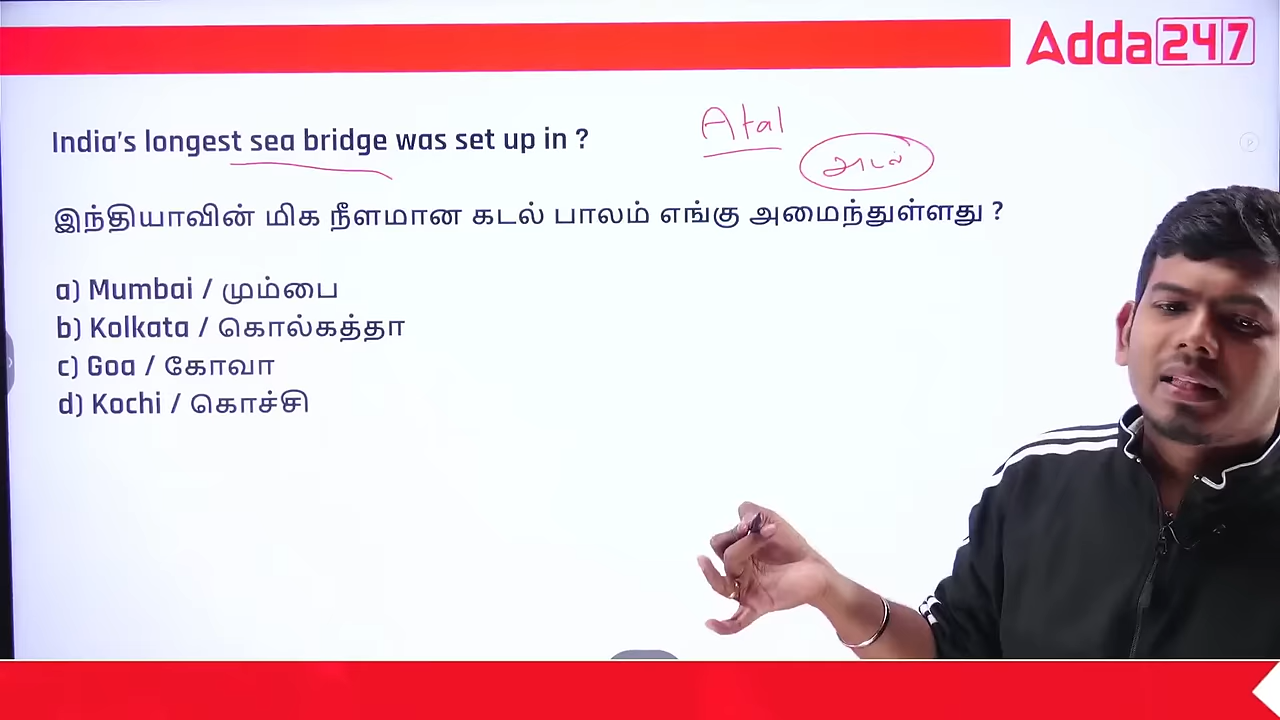 Adda247
India's longest sea bridge was set up in ?
Atal
அடல்
இந்தியாவின் மிக நீளமான கடல் பாலம் எங்கு அமைந்துள்ளது ?
a) Mumbai / மும்பை
b) Kolkata / கொல்கத்தா
c) Goa / கோவா
d) Kochi / கொச்சி